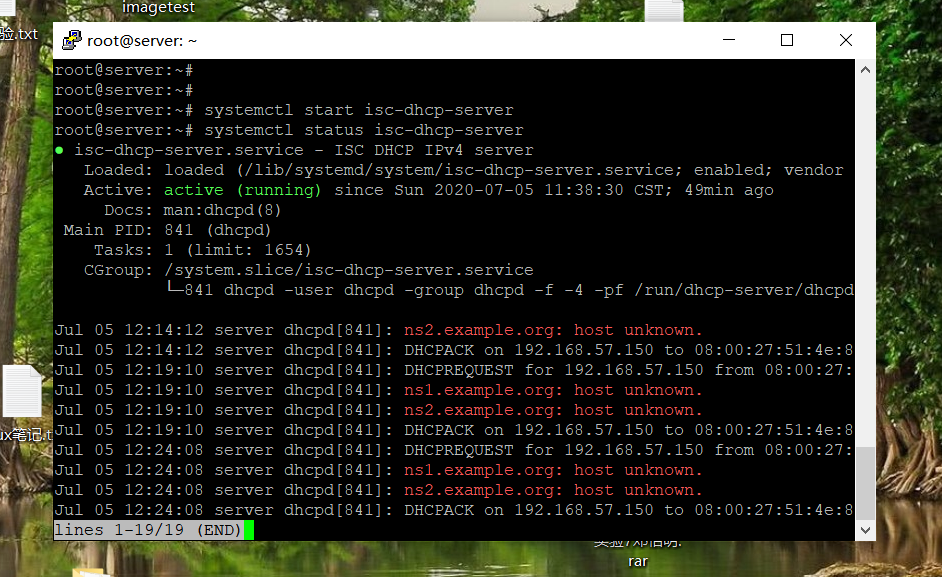 imagetest
验.txt
root@server: ~
root@server:~#
root@server:~#
root@server:~# systemctl start isc-dhcp-server
root@server:~# systemctl status isc-dhcp-server
● isc-dhcp-server.service - ISC DHCP IPv4 server
Loaded: loaded (/lib/systemd/system/isc-dhcp-server.service; enabled; vendor
Active: active (running) since Sun 2020-07-05 11:38:30 CST; 49min ago
Docs: man:dhcpd(8)
Main PID: 841 (dhcpd)
Tasks: 1 (limit: 1654)
CGroup: /system.slice/isc-dhcp-server.service
└─841 dhcpd -user dhcpd -group dhcpd -f -4 -pf /run/dhcp-server/dhcpd
Jul 05 12:14:12 server dhcpd[841]: ns2.example.org: host unknown.
Jul 05 12:14:12 server dhcpd[841]: DHCPACK on 192.168.57.150 to 08:00:27:51:4e:8
Jul 05 12:19:10 server dhcpd[841]: DHCPREQUEST for 192.168.57.150 from 08:00:27:
Jul 05 12:19:10 server dhcpd[841]: ns1.example.org: host unknown.
Jul 05 12:19:10 server dhcpd[841]: ns2.example.org: host unknown.
Jul 05 12:19:10 server dhcpd[841]: DHCPACK on 192.168.57.150 to 08:00:27:51:4e:8
Jul 05 12:24:08 server dhcpd[841]: DHCPREQUEST for 192.168.57.150 from 08:00:27:
Jul 05 12:24:08 server dhcpd[841]: ns1.example.org: host unknown.
Jul 05 12:24:08 server dhcpd[841]: ns2.example.org: host unknown.
Jul 05 12:24:08 server dhcpd[841]: DHCPACK on 192.168.57.150 to 08:00:27:51:4e:8
lines 1-19/19 (END)
ux笔记.t
rar